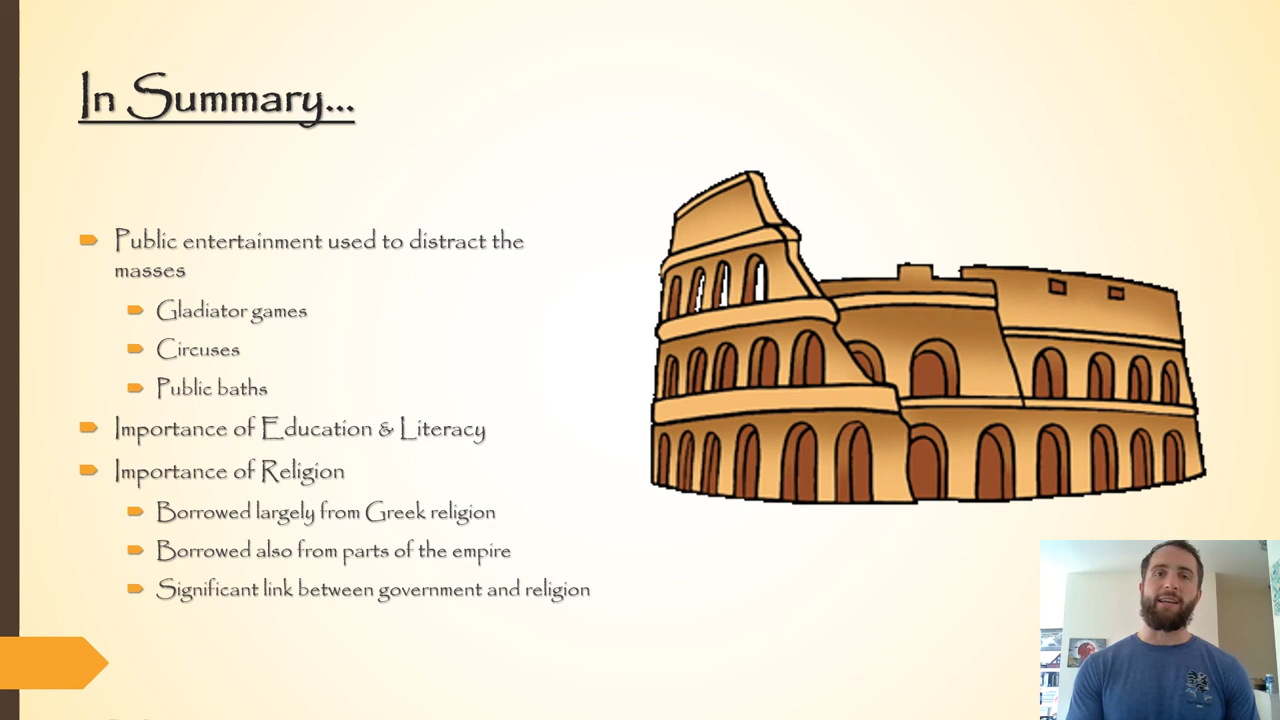 In Summary...
Public entertainment used to distract the
masses
Gladiator games
Circuses
Public baths
Importance of Education & Literacy
Importance of Religion
Borrowed largely from Greek religion
Borrowed also from parts of the empire
Significant link between government and religion